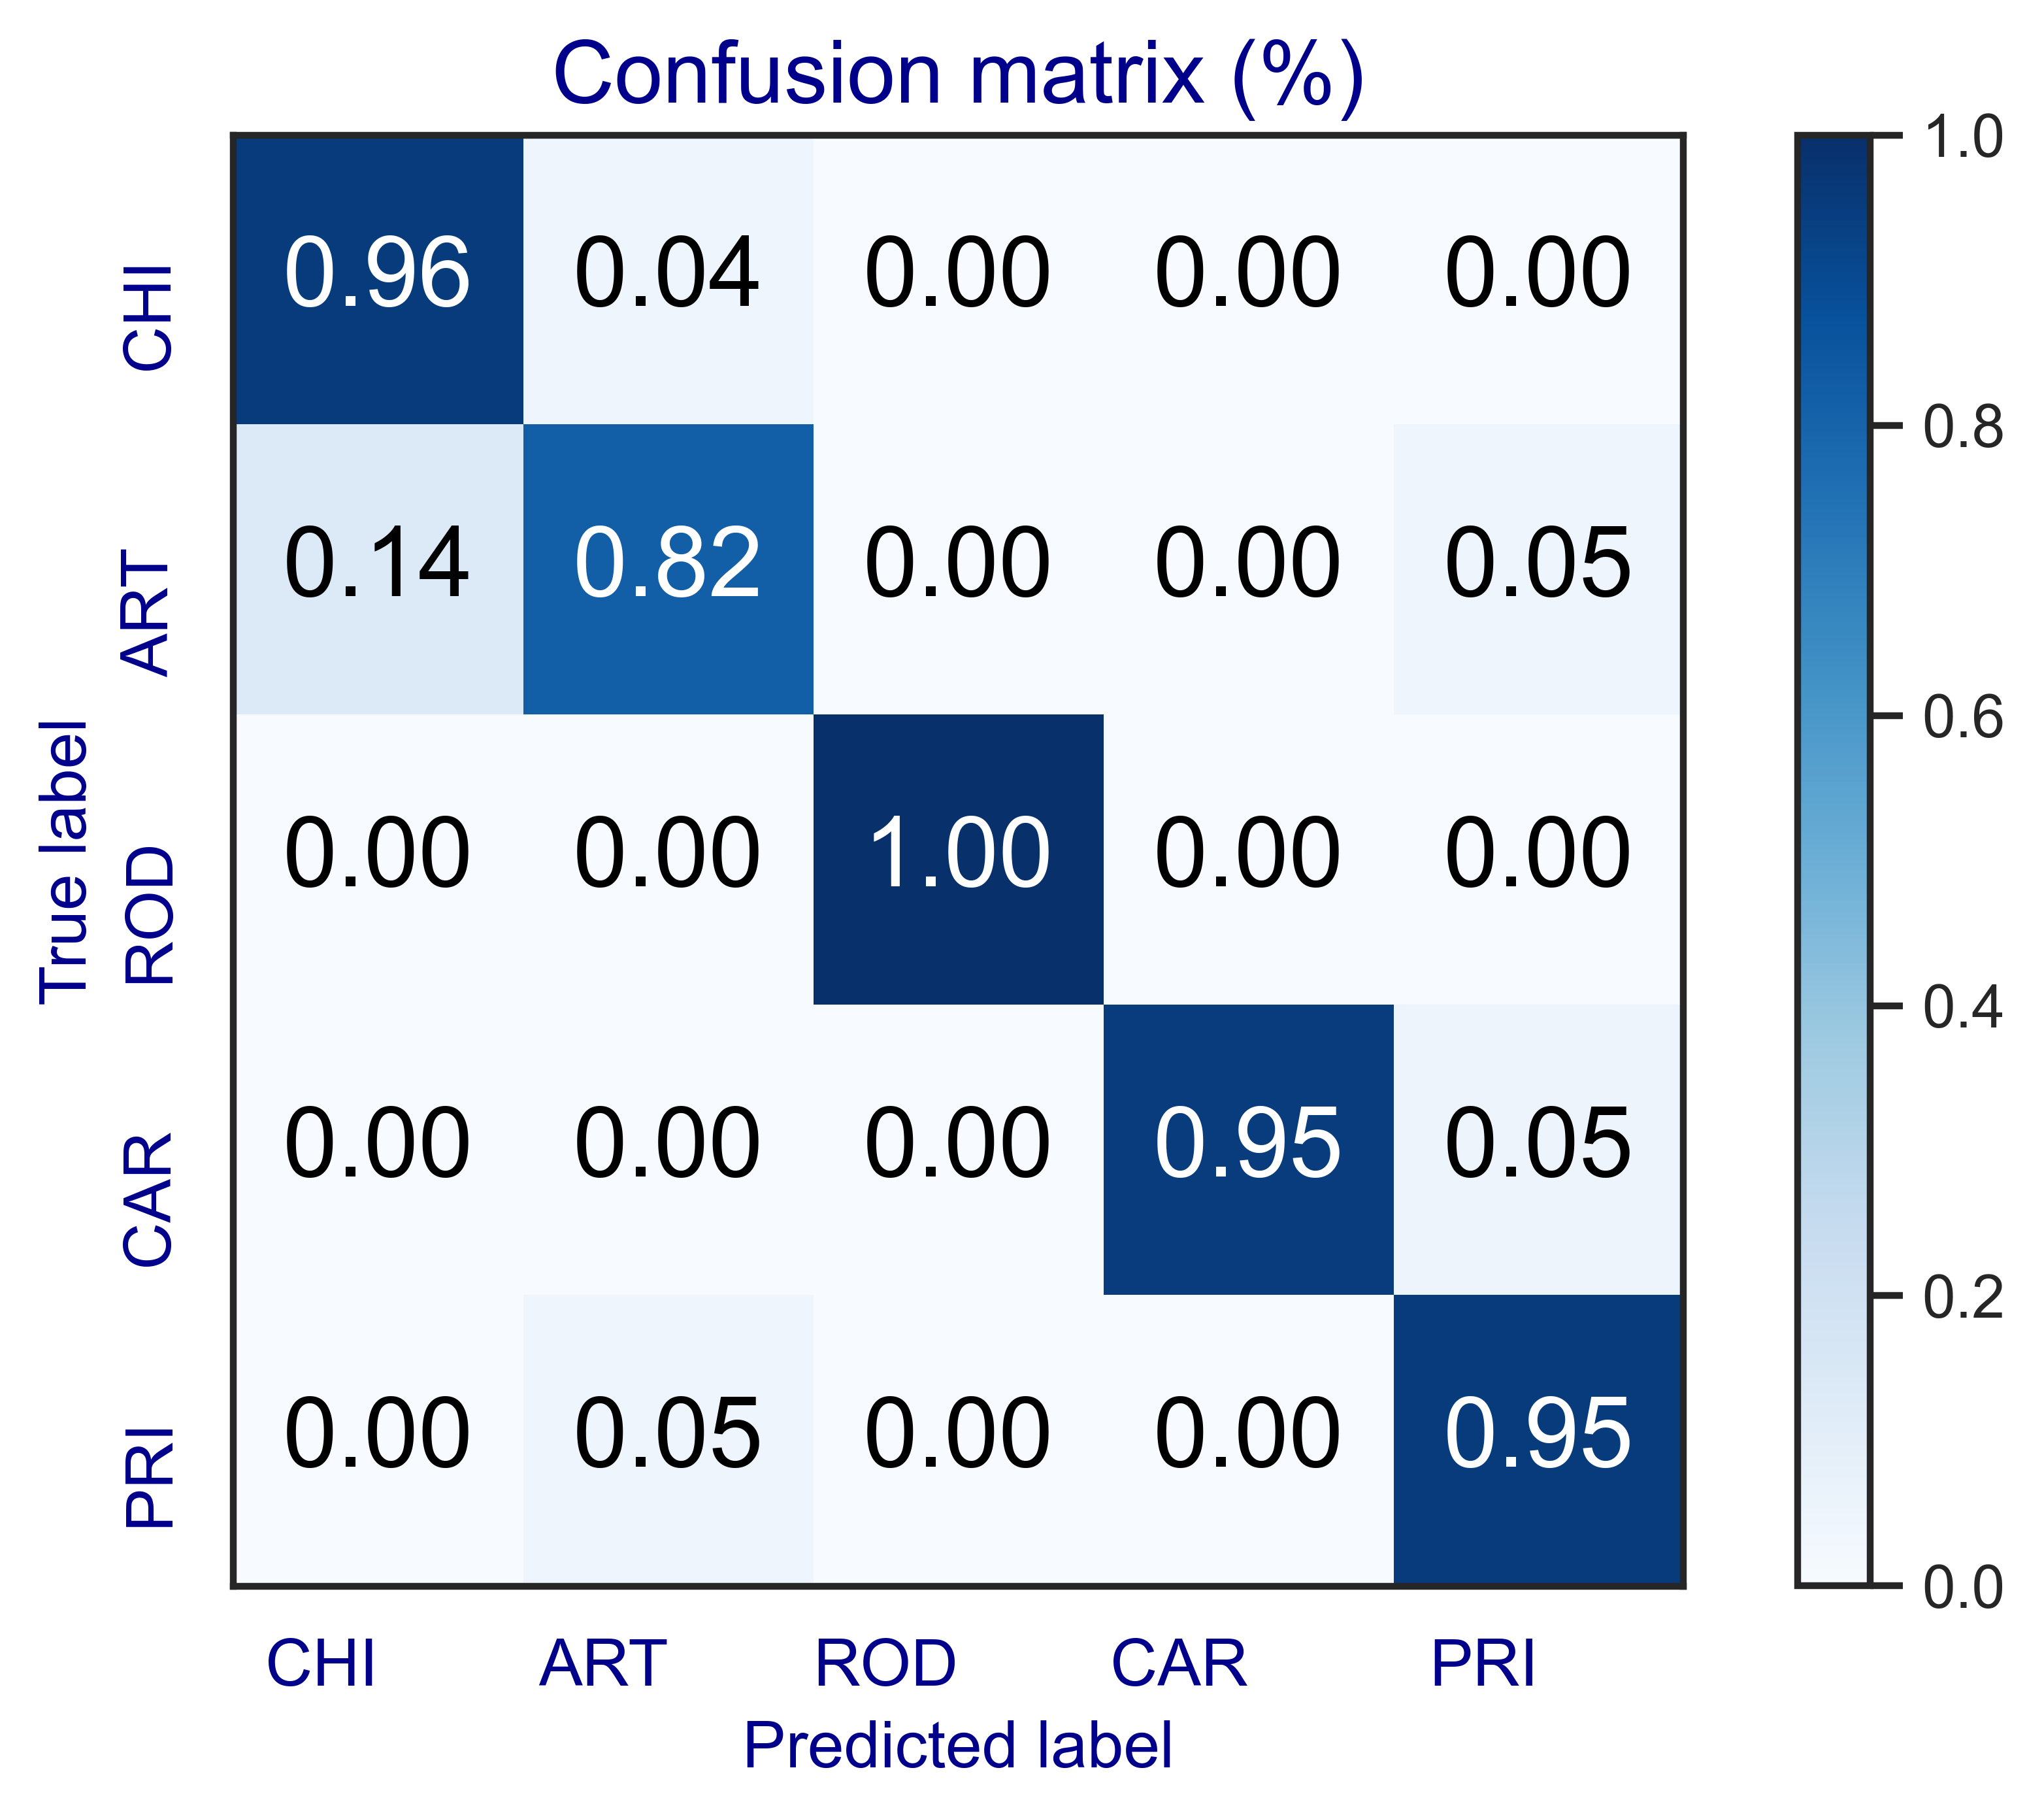 Confusion matrix (%)
True label
CHI
0.96 0.04 0.00 0.00 0.00
ART
0.14 0.82 0.00 0.00 0.05
ROD
0.00 0.00 1.00 0.00 0.00
CAR
0.00 0.00 0.00 0.95 0.05
PRI
0.00 0.05 0.00 0.00 0.95
CHI ART ROD CAR PRI
Predicted label
1.0
0.8
0.6
0.4
0.2
0.0